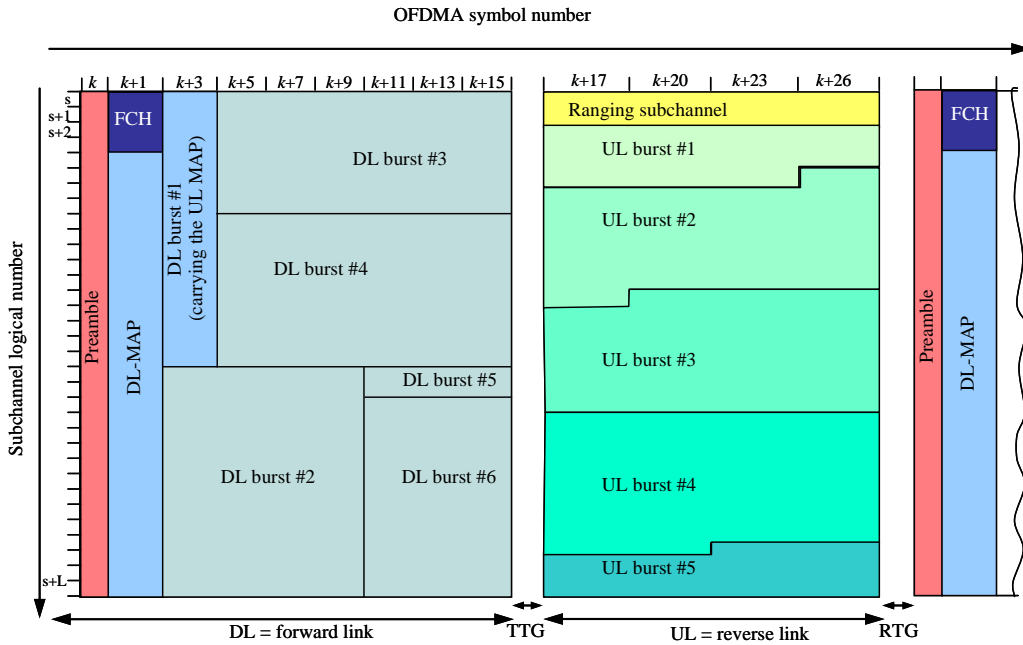 OFDMA symbol number
k
k+1
k+3
k+5
k+7
k+9
k+11
k+13
k+15
k+17
k+20
k+23
k+26
Subchannel logical number
s
s+1
s+2
s+L
Preamble
FCH
DL-MAP
DL burst #1
(carrying the UL MAP)
DL burst #3
DL burst #4
DL burst #5
DL burst #2
DL burst #6
Ranging subchannel
UL burst #1
UL burst #2
UL burst #3
UL burst #4
UL burst #5
Preamble
FCH
DL-MAP
DL = forward link
TTG
UL = reverse link
RTG